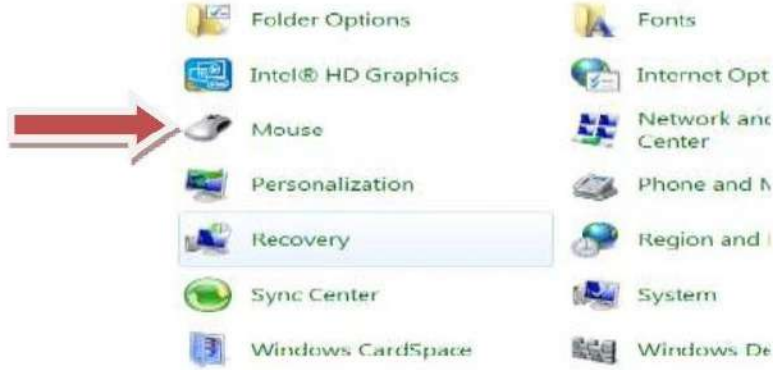 Folder Options
Fonts
Intel® HD Graphics
Internet Opt
Mouse
Network and
Center
Personalization
Phone and
Recovery
Region and
Sync Center
System
Windows CardSpace
Windows De